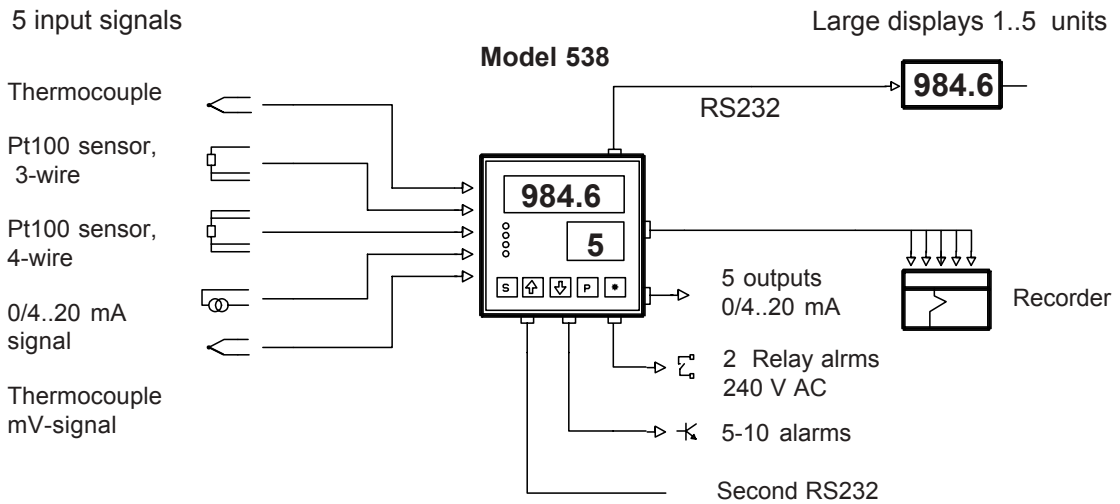 5 input signals
Large displays 1..5 units
Model 538
Thermocouple
984.6
RS232
Pt100 sensor,
3-wire
984.6
Pt100 sensor,
4-wire
5
S P *
5 outputs
0/4..20 mA
Recorder
0/4..20 mA
signal
2 Relay alrms
240 V AC
Thermocouple
mV-signal
5-10 alarms
Second RS232